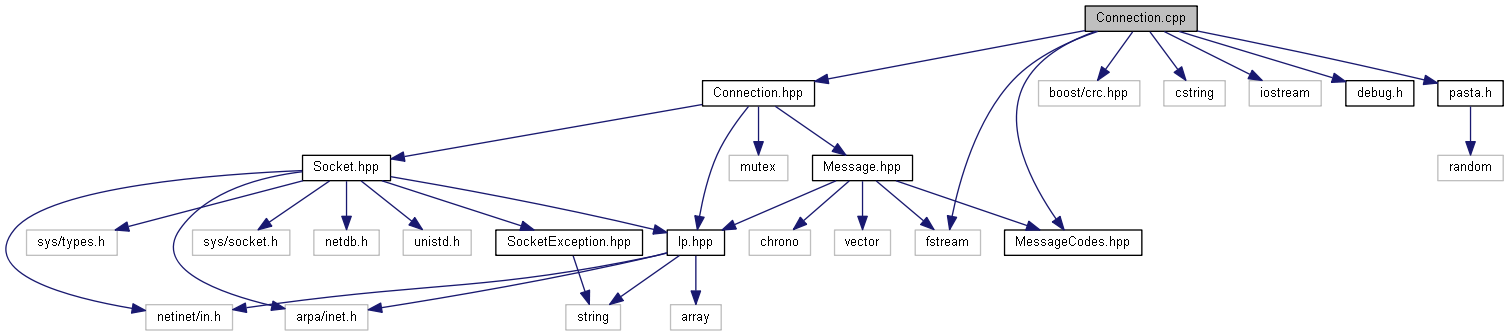 Connection.cpp
Connection.hpp
boost/crc.hpp
cstring
iostream
debug.h
pasta.h
Socket.hpp
mutex
Message.hpp
random
sys/types.h
sys/socket.h
netdb.h
unistd.h
SocketException.hpp
Ip.hpp
chrono
vector
fstream
MessageCodes.hpp
netinet/in.h
arpa/inet.h
string
array